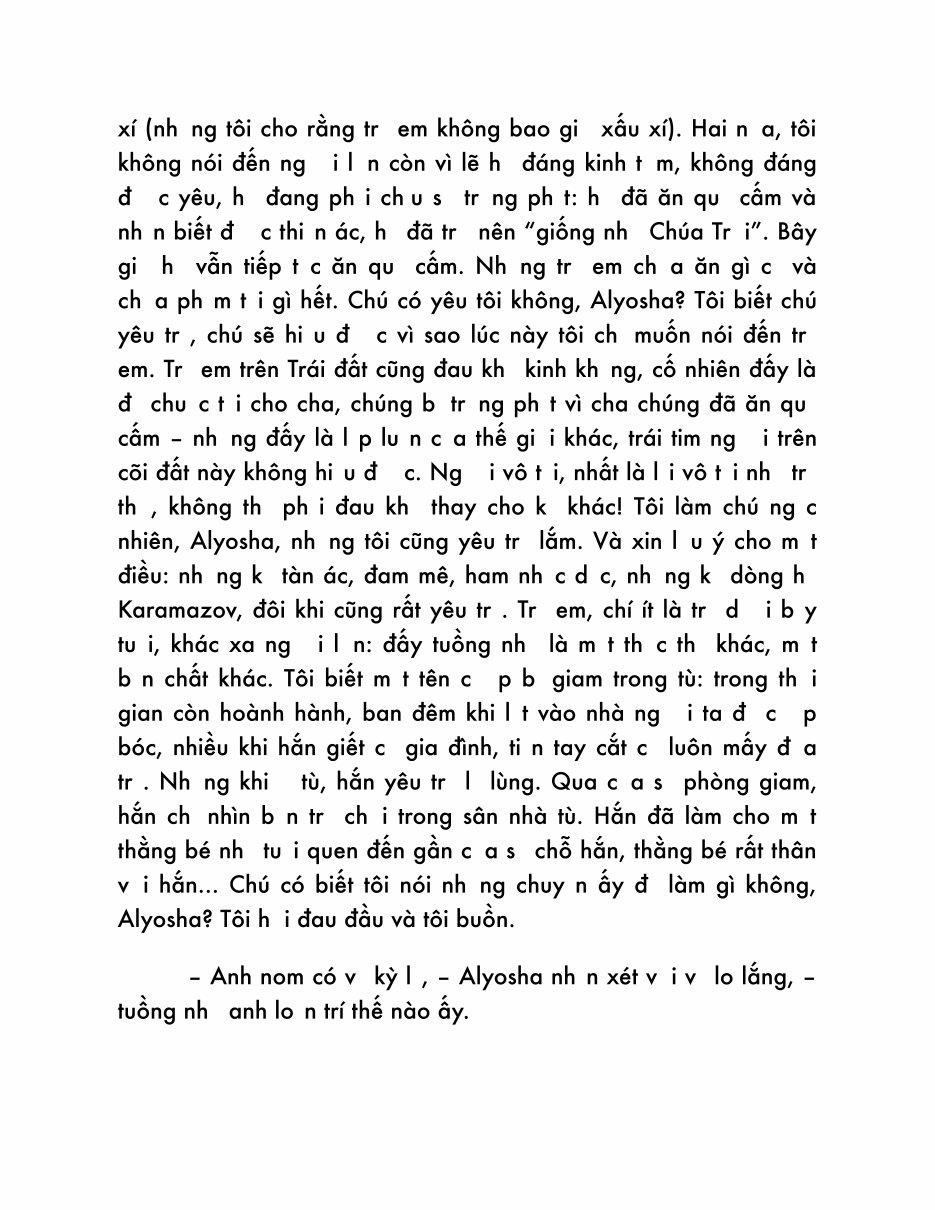 xí (nh ng tôi cho rằng tr em không bao gi xấu xí). Hai n a, tôi
không nói đến ng i l n còn vì lẽ h đáng kinh t m, không đáng
đ c yêu, h đang ph i ch u s tr ng ph t: h đã ăn qu cấm và
nh n biết đ c thi n ác, h đã tr nên “giống nh Chúa Tr i”. Bây
gi h vẫn tiếp t c ăn qu cấm. Nh ng tr em ch a ăn gì c và
ch a ph m t i gì hết. Chú có yêu tôi không, Alyosha? Tôi biết chú
yêu tr , chú sẽ hi u đ c vì sao lúc này tôi ch muốn nói đến tr
em. Tr em trên Trái đất cũng đau kh kinh kh ng, cố nhiên đấy là
đ chu c t i cho cha, chúng b tr ng ph t vì cha chúng đã ăn qu
cấm – nh ng đấy là l p lu n c a thế gi i khác, trái tim ng i trên
cõi đất này không hi u đ c. Ng i vô t i, nhất là l i vô t i nh tr
th , không th ph i đau kh thay cho k khác! Tôi làm chú ng c
nhiên, Alyosha, nh ng tôi cũng yêu tr lắm. Và xin l u ý cho m t
điều: nh ng k tàn ác, đam mê, ham nh c d c, nh ng k dòng h
Karamazov, đôi khi cũng rất yêu tr . Tr em, chí ít là tr d i b y
tu i, khác xa ng i l n: đấy tuồng nh là m t th c th khác, m t
b n chất khác. Tôi biết m t tên c p b giam trong tù: trong th i
gian còn hoành hành, ban đêm khi l t vào nhà ng i ta đ c p
bóc, nhiều khi hắn giết c gia đình, ti n tay cắt c luôn mấy đ a
tr . Nh ng khi tù, hắn yêu tr l lùng. Qua c a s phòng giam,
hắn ch nhìn b n tr ch i trong sân nhà tù. Hắn đã làm cho m t
thằng bé nh tu i quen đến gần c a s chỗ hắn, thằng bé rất thân
v i hắn... Chú có biết tôi nói nh ng chuy n ấy đ làm gì không,
Alyosha? Tôi h i đau đầu và tôi buồn.
– Anh nom có v kỳ l , – Alyosha nh n xét v i v lo lắng, –
tuồng nh anh lo n trí thế nào ấy.